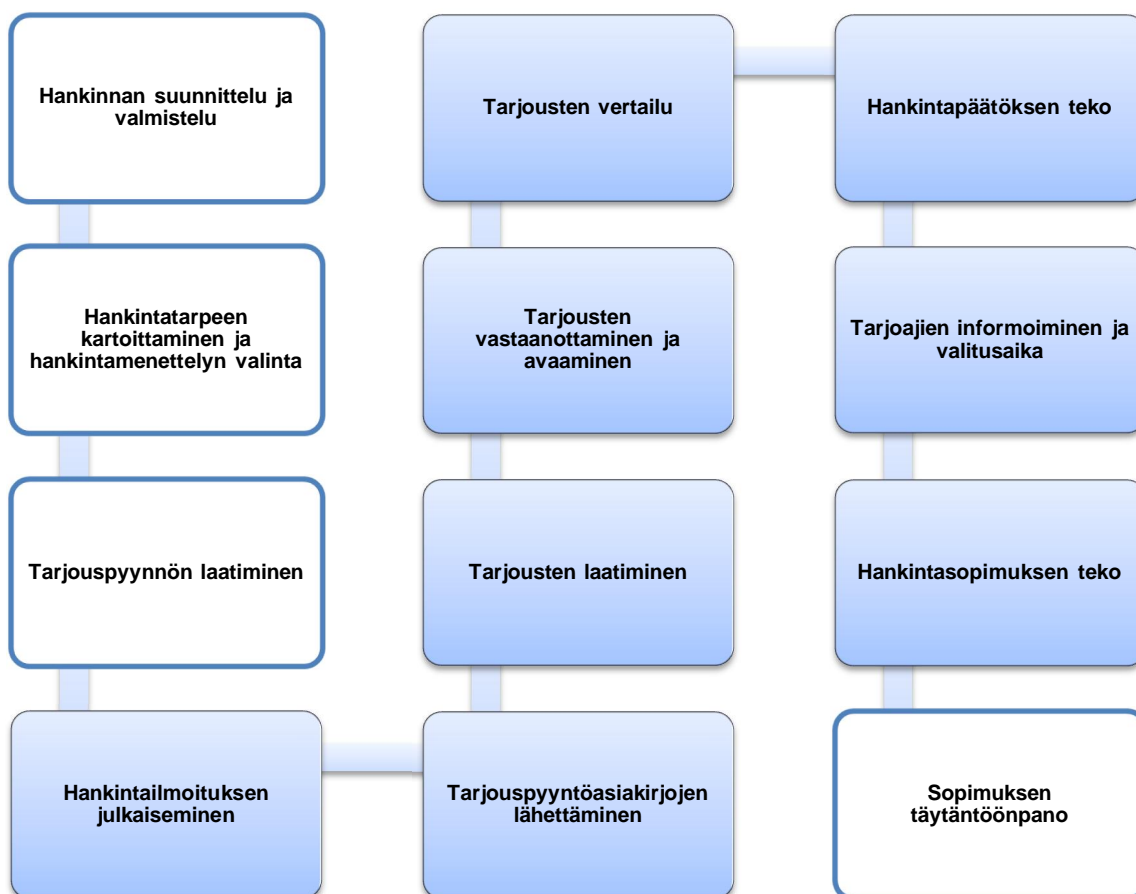 Hankinnan suunnittelu ja
valmistelu
Hankintatarpeen
kartoittaminen ja
hankintamenettelyn valinta
Tarjouspyynnön laatiminen
Hankintailmoituksen
julkaiseminen
Tarjouspyyntöasiakirjojen
lähettäminen
Tarjousten laatiminen
Tarjousten
vastaanottaminen ja
avaaminen
Tarjousten vertailu
Hankintapäätöksen teko
Tarjoajien informoiminen ja
valitusaika
Hankintasopimuksen teko
Sopimuksen
täytäntöönpano